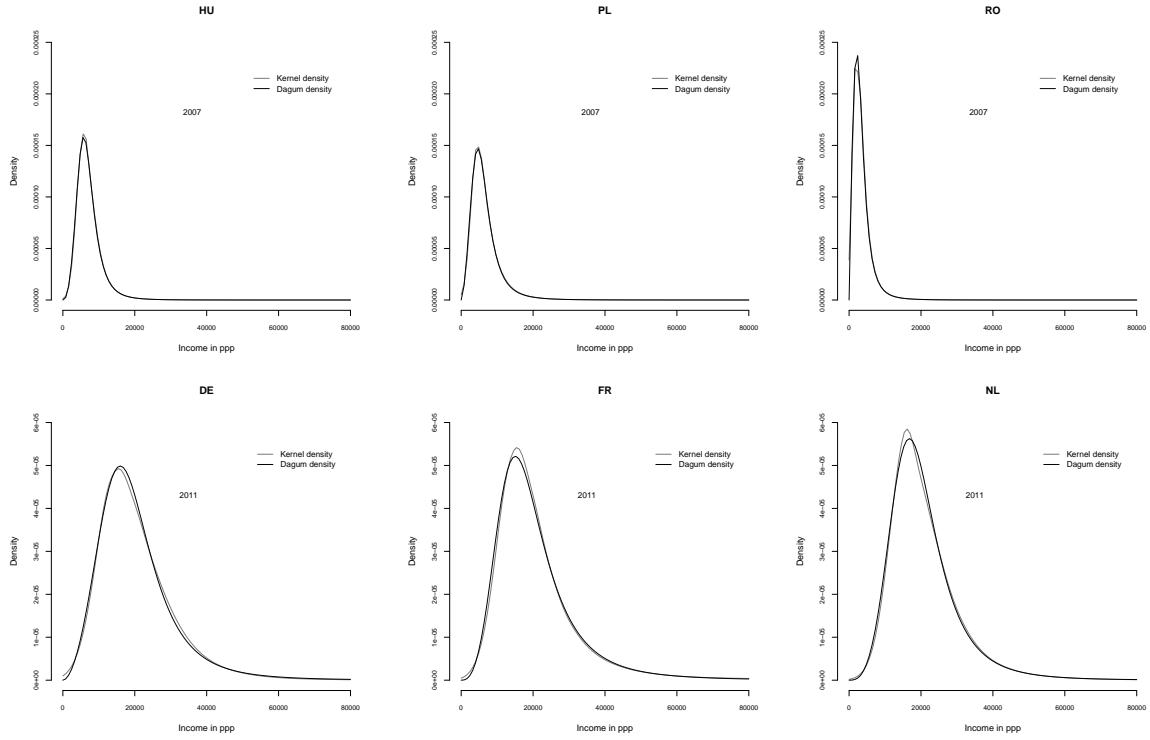 HU
0.00025
0.00020
0.00015
0.00010
0.00005
0.00000
Density
Kernel density
Dagum density
2007
0 20000 40000 60000 80000
Income in ppp
PL
0.00025
0.00020
0.00015
0.00010
0.00005
0.00000
Density
Kernel density
Dagum density
2007
0 20000 40000 60000 80000
Income in ppp
RO
0.00025
0.00020
0.00015
0.00010
0.00005
0.00000
Density
Kernel density
Dagum density
2007
0 20000 40000 60000 80000
Income in ppp
DE
6e-05
5e-05
4e-05
3e-05
2e-05
1e-05
0e+00
Density
Kernel density
Dagum density
2011
0 20000 40000 60000 80000
Income in ppp
FR
6e-05
5e-05
4e-05
3e-05
2e-05
1e-05
0e+00
Density
Kernel density
Dagum density
2011
0 20000 40000 60000 80000
Income in ppp
NL
6e-05
5e-05
4e-05
3e-05
2e-05
1e-05
0e+00
Density
Kernel density
Dagum density
2011
0 20000 40000 60000 80000
Income in ppp